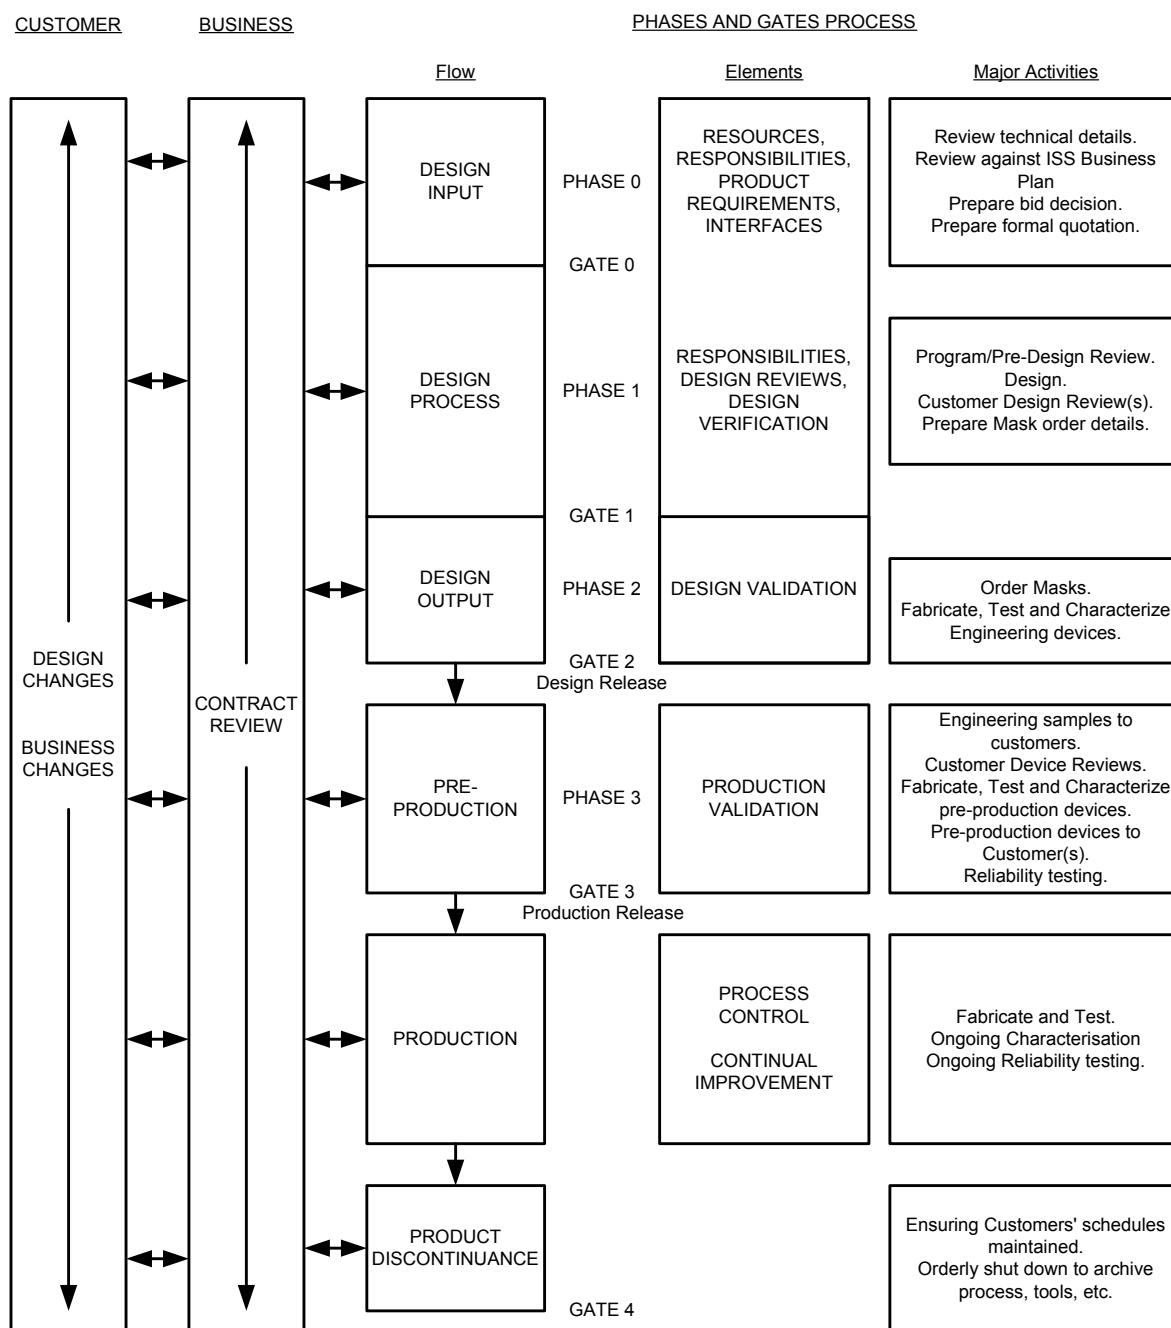 CUSTOMER
BUSINESS
PHASES AND GATES PROCESS
Flow
Elements
Major Activities
DESIGN
INPUT
PHASE 0
RESOURCES,
RESPONSIBILITIES,
PRODUCT
REQUIREMENTS,
INTERFACES
Review technical details.
Review against ISS Business
Plan
Prepare bid decision.
Prepare formal quotation.
GATE 0
DESIGN
PROCESS
PHASE 1
RESPONSIBILITIES,
DESIGN REVIEWS,
DESIGN
VERIFICATION
Program/Pre-Design Review.
Design.
Customer Design Review(s).
Prepare Mask order details.
GATE 1
DESIGN
OUTPUT
PHASE 2
DESIGN VALIDATION
Order Masks.
Fabricate, Test and Characterize
Engineering devices.
GATE 2
Design Release
DESIGN
CHANGES
BUSINESS
CHANGES
CONTRACT
REVIEW
PRE-
PRODUCTION
PHASE 3
PRODUCTION
VALIDATION
Engineering samples to
customers.
Customer Device Reviews.
Fabricate, Test and Characterize
pre-production devices.
Pre-production devices to
Customer(s).
Reliability testing.
GATE 3
Production Release
PRODUCTION
PROCESS
CONTROL
CONTINUAL
IMPROVEMENT
Fabricate and Test.
Ongoing Characterisation
Ongoing Reliability testing.
PRODUCT
DISCONTINUANCE
Ensuring Customers' schedules
maintained.
Orderly shut down to archive
process, tools, etc.
GATE 4